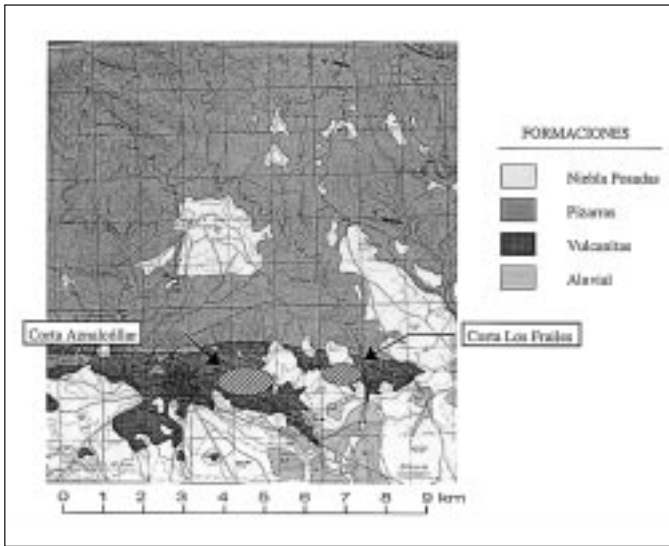 FORMACIONES
Niebla Posadas
Pizarras
Vulcanitas
Aluvial
Corta Aznalcóllar
Corta Los Frailes
0 1 2 3 4 5 6 7 8 9 km